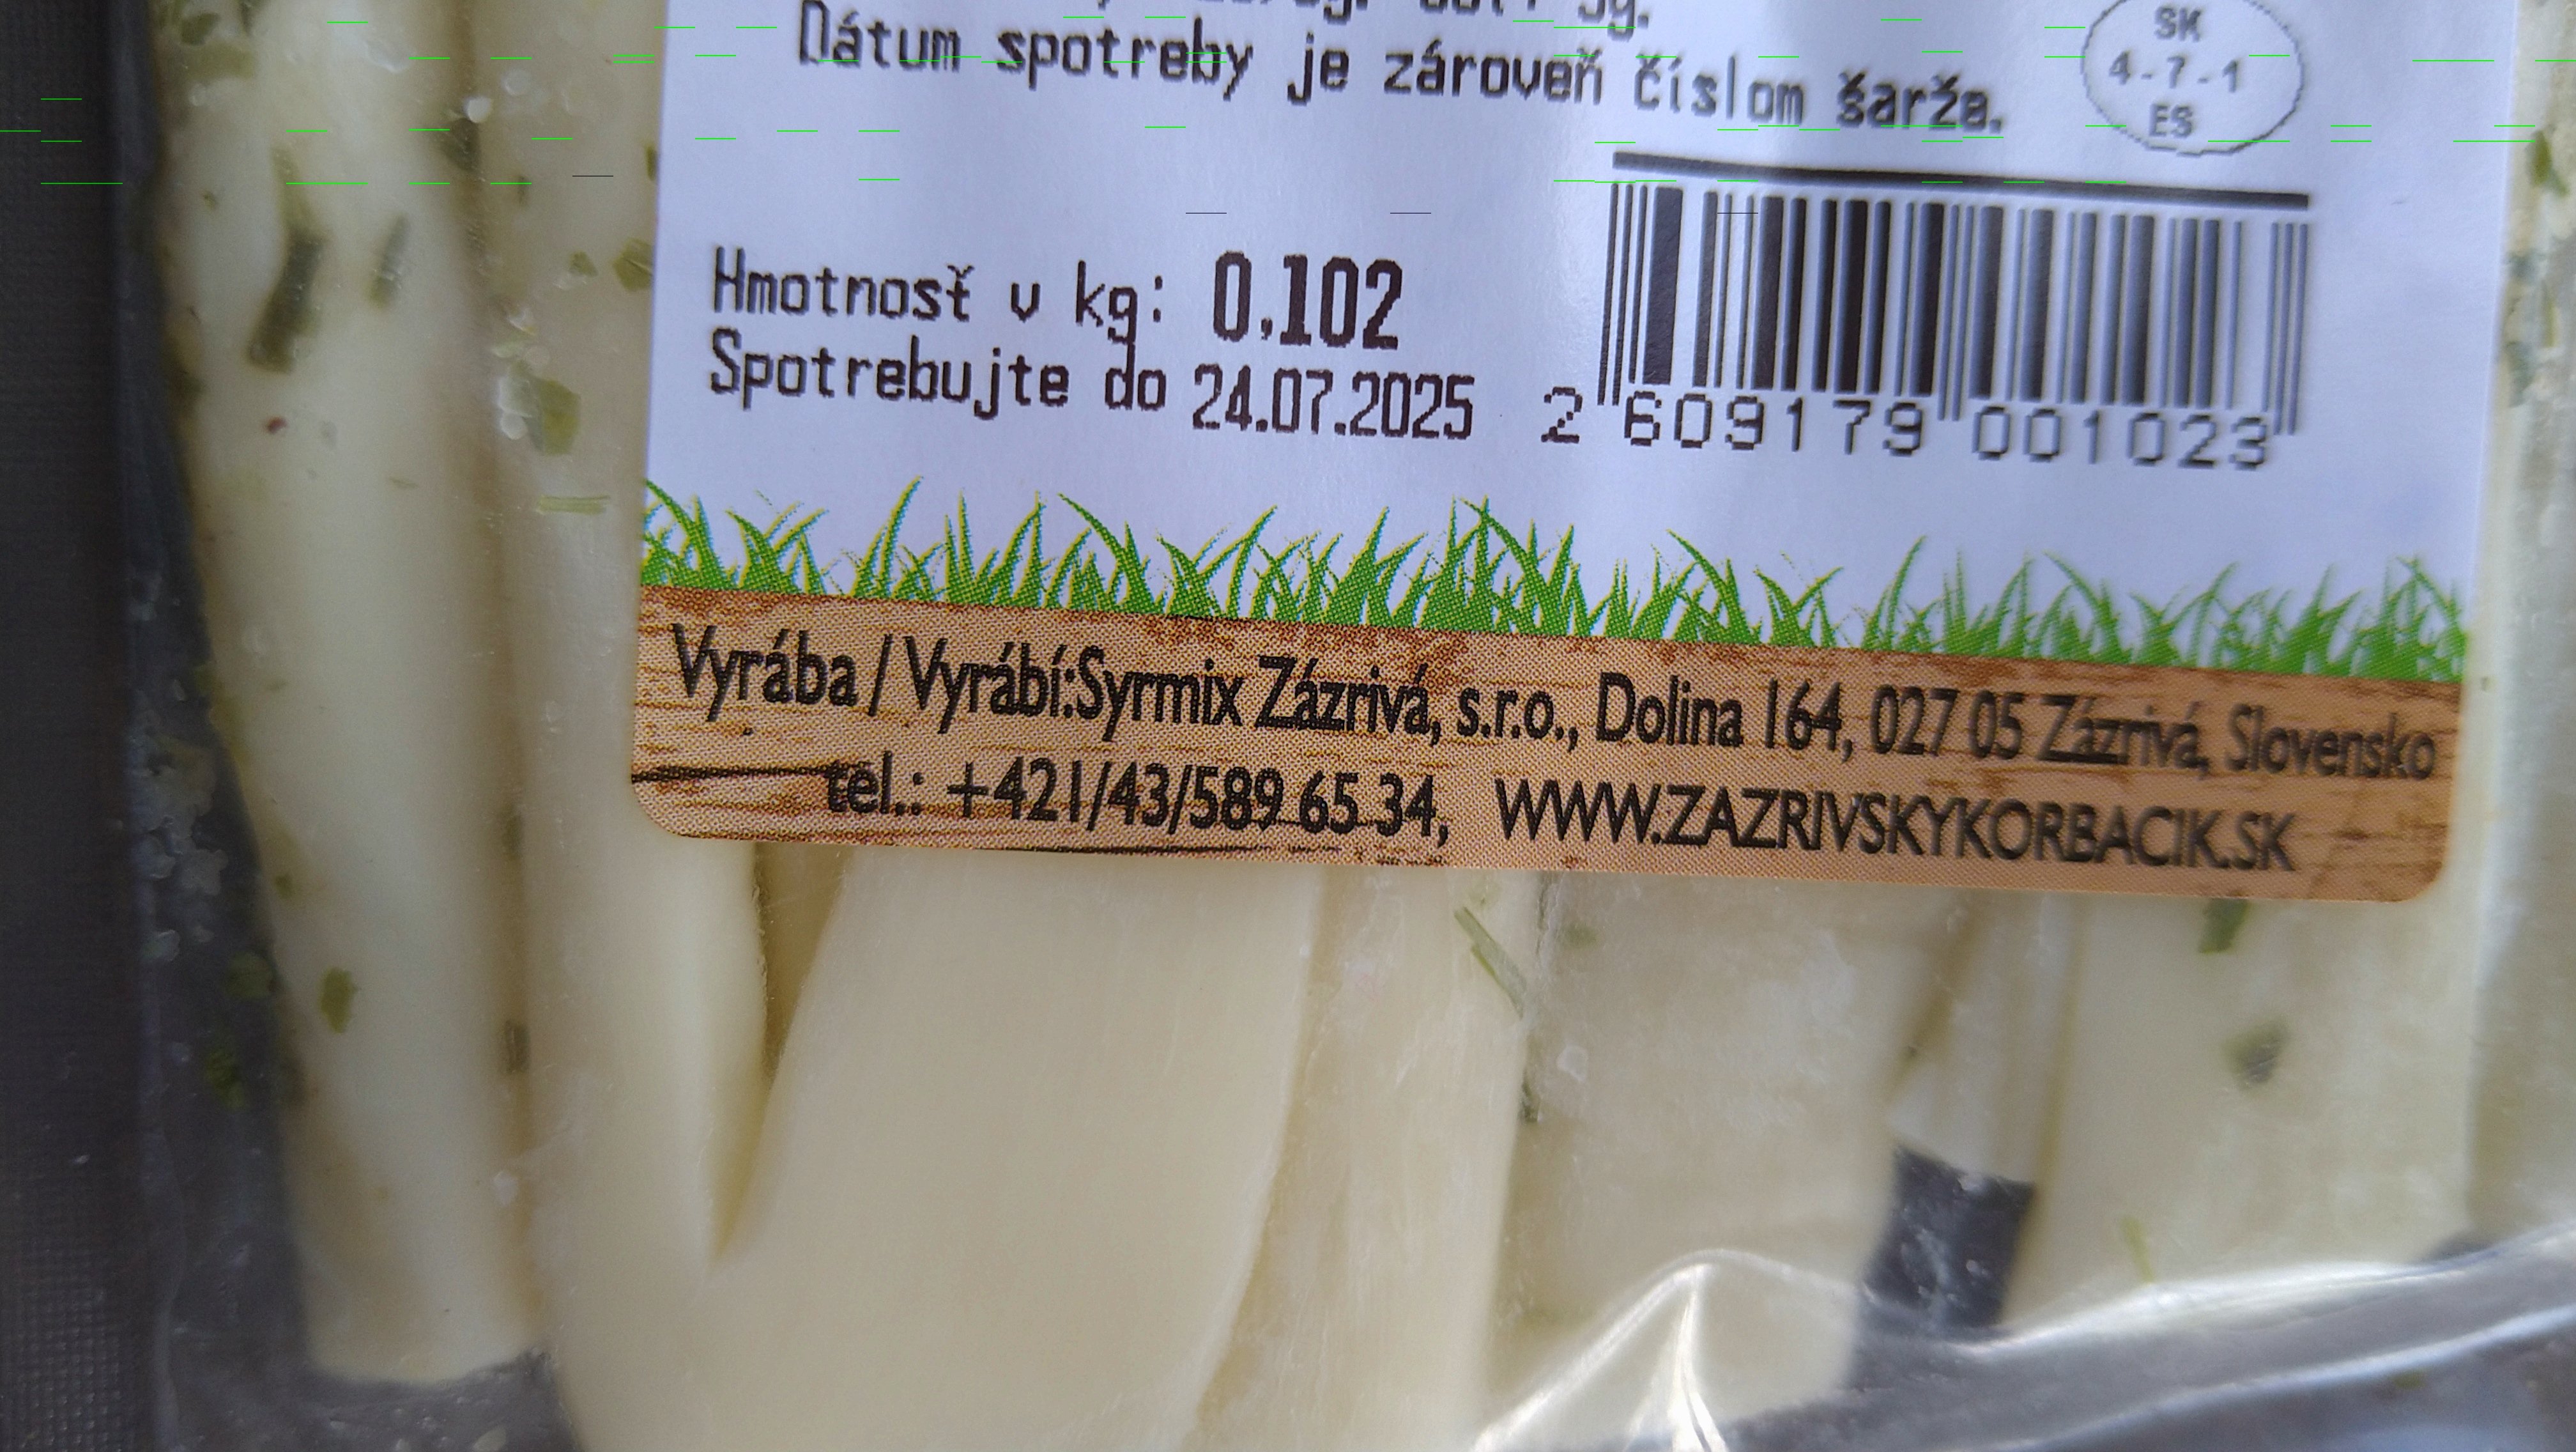 Dátum spotreby je zároveň číslom šarže.
SK
4-7-1
ES
Hmotnosť v kg: 0.102
Spotrebujte do 24.07.2025
2 609179 001023
Vyrába / Vyrábí:Syrmix Zázrivá, s.r.o., Dolina 164, 027 05 Zázrivá, Slovensko
tel.: +421/43/589 65 34, WWW.ZAZRIVSKYKORBACIK.SK